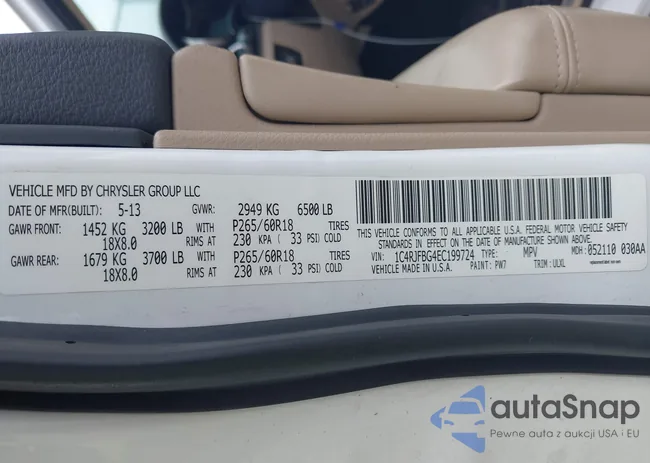 VEHICLE MFD BY CHRYSLER GROUP LLC
DATE OF MFR(BUILT): 5-13 GVWR: 2949 KG 6500 LB
GAWR FRONT: 1452 KG 3200 LB WITH P265/60R18 TIRES
18X8.0 RIMS AT 230 KPA ( 33 PSI) COLD
GAWR REAR: 1679 KG 3700 LB WITH P265/60R18 TIRES
18X8.0 RIMS AT 230 KPA ( 33 PSI) COLD
THIS VEHICLE CONFORMS TO ALL APPLICABLE U.S.A. FEDERAL MOTOR VEHICLE SAFETY
STANDARDS IN EFFECT ON THE DATE OF MANUFACTURE SHOWN ABOVE.
VIN: 1C4RJFBG4EC199724 TYPE: MPV MDH: 052110 030AA
VEHICLE MADE IN U.S.A. PAINT: PW7 TRIM: ULXL
autaSnap
Pewne auta z aukcji USA i EU